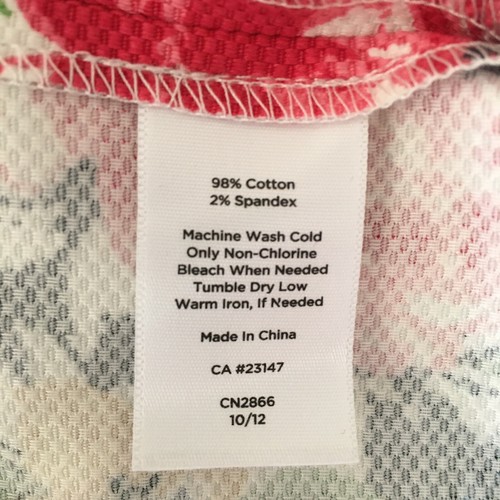 98% Cotton
2% Spandex
Machine Wash Cold
Only Non-Chlorine
Bleach When Needed
Tumble Dry Low
Warm Iron, If Needed
Made In China
CA #23147
CN2866
10/12